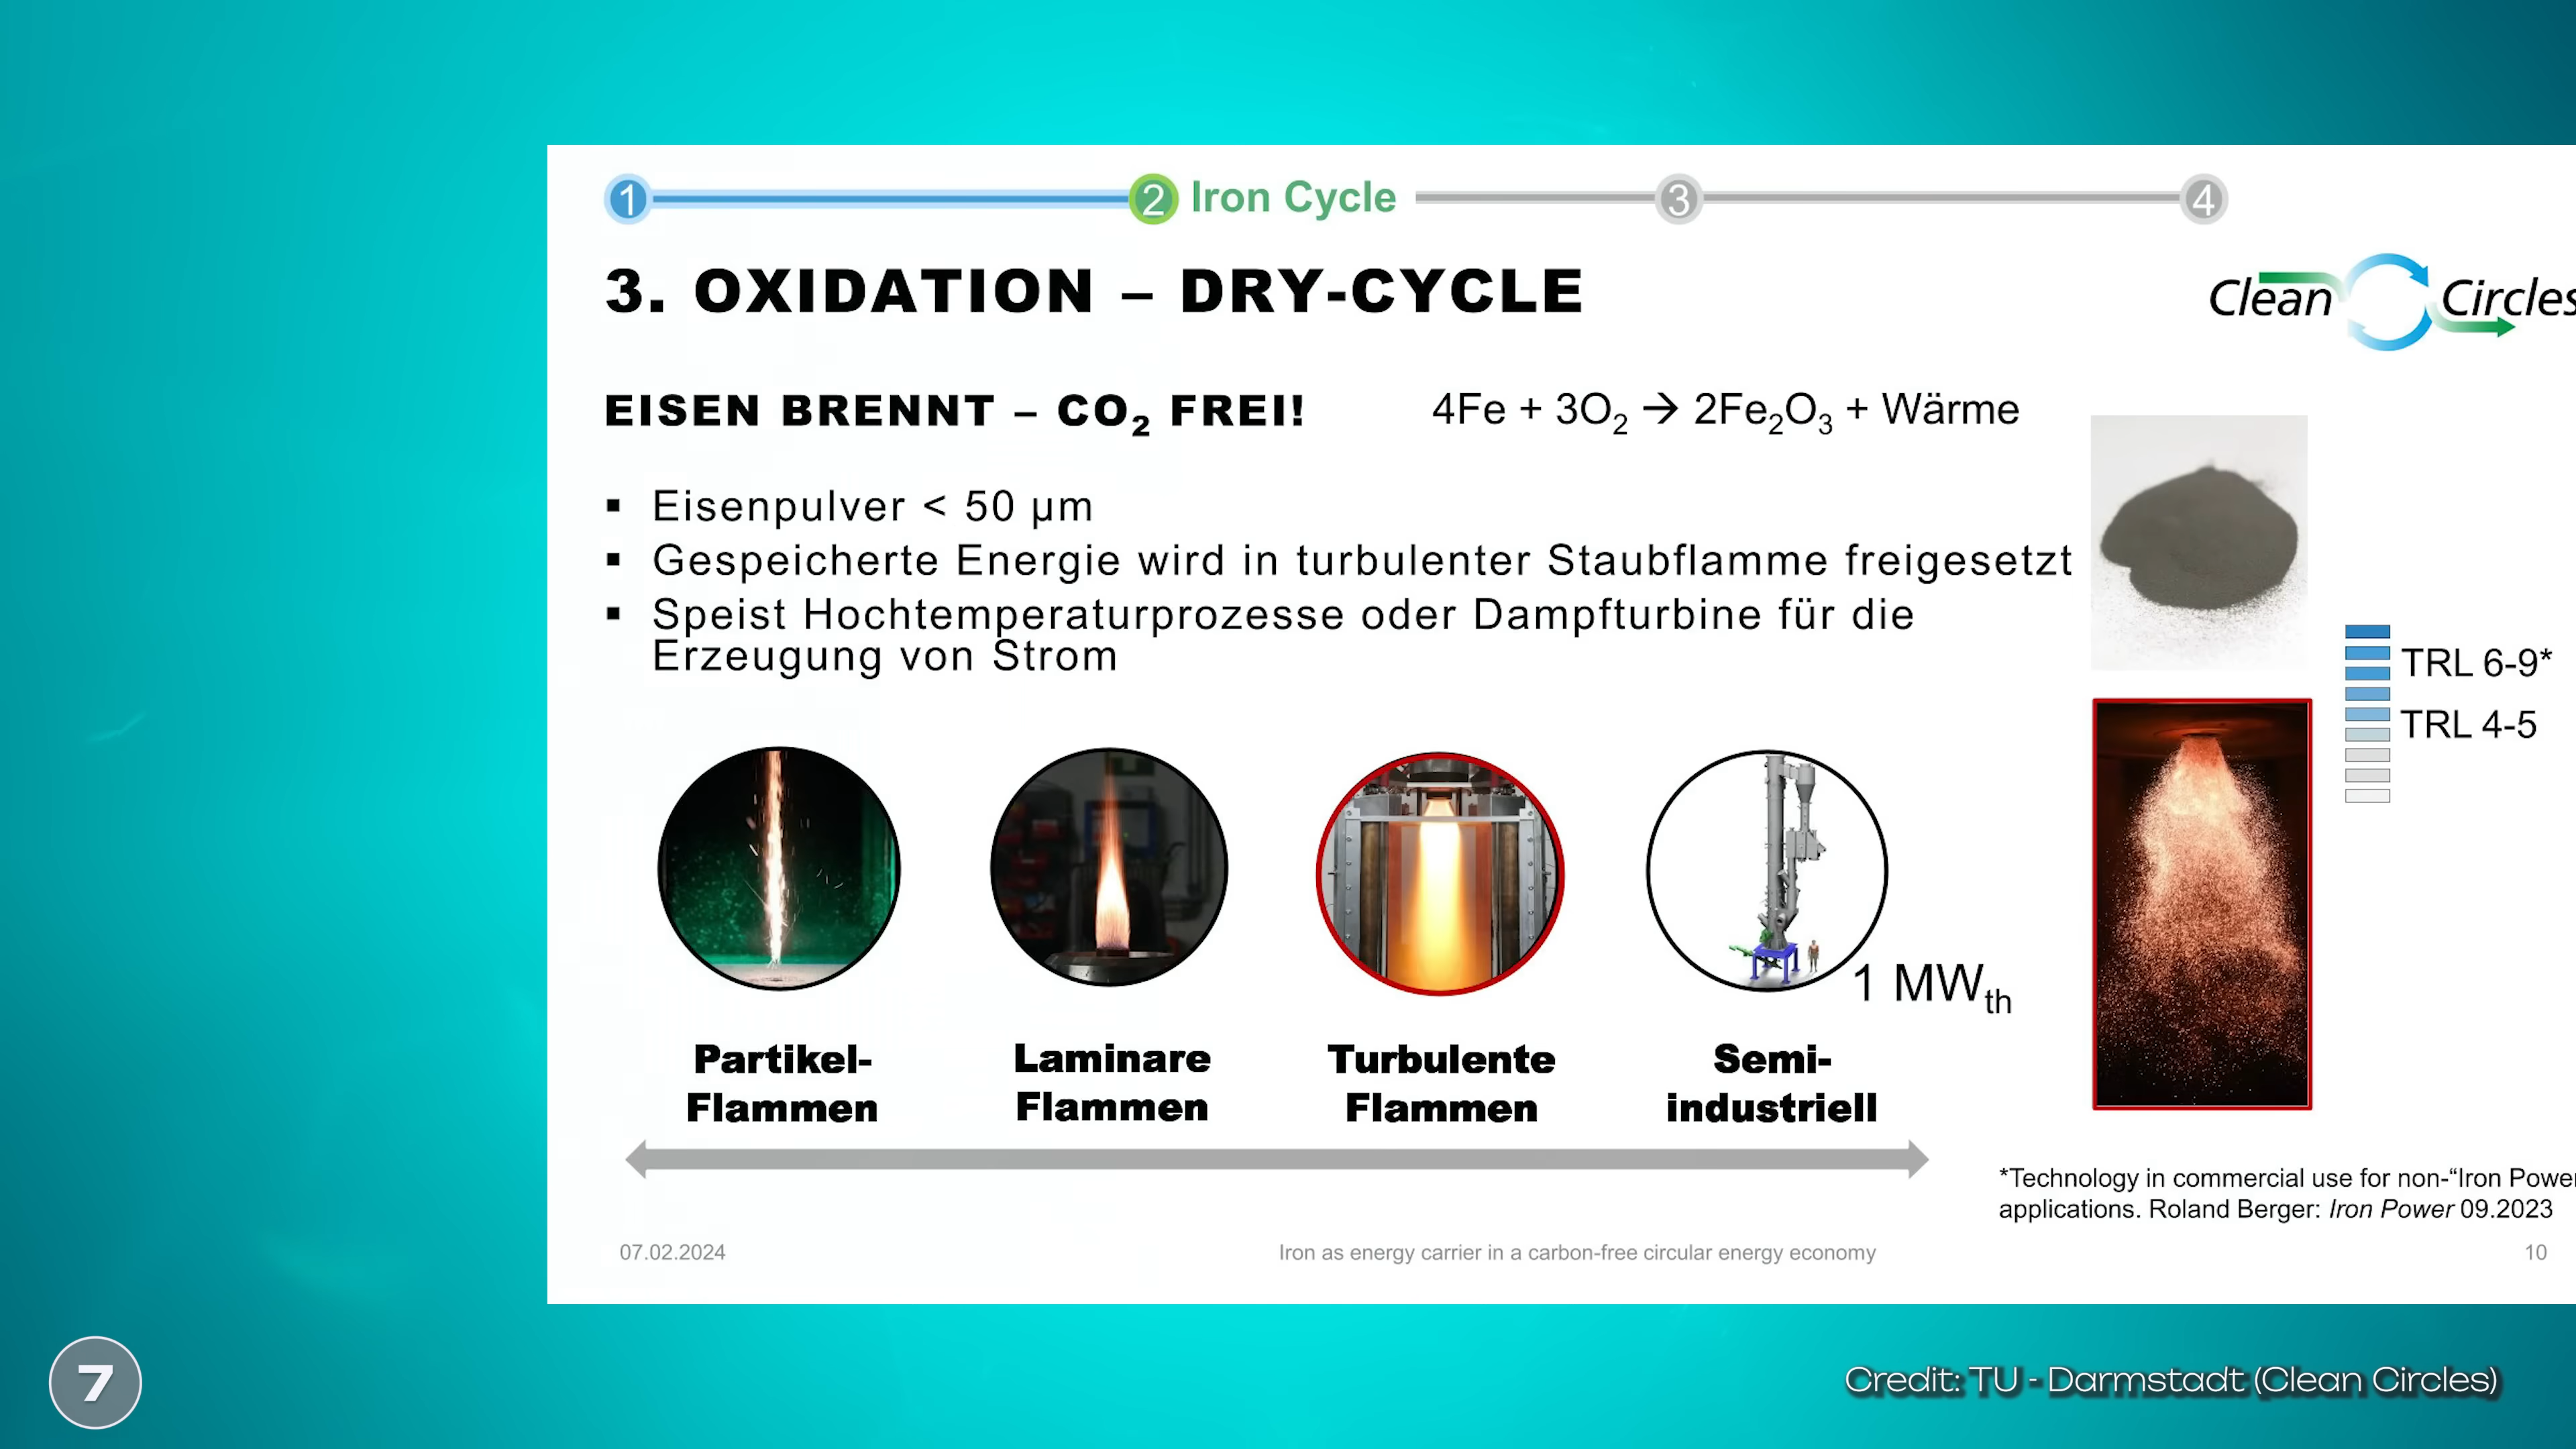 1 2 Iron Cycle 3 4
3. OXIDATION – DRY-CYCLE
Clean Circles
EISEN BRENNT – CO₂ FREI!
4Fe + 3O₂ → 2Fe₂O₃ + Wärme
▪ Eisenpulver < 50 µm
▪ Gespeicherte Energie wird in turbulenter Staubflamme freigesetzt
▪ Speist Hochtemperaturprozesse oder Dampfturbine für die
Erzeugung von Strom
TRL 6-9*
TRL 4-5
1 MWth
Partikel-
Flammen
Laminare
Flammen
Turbulente
Flammen
Semi-
industriell
*Technology in commercial use for non-“Iron Power
applications. Roland Berger: Iron Power 09.2023
07.02.2024
Iron as energy carrier in a carbon-free circular energy economy
10
7
Credit: TU - Darmstadt (Clean Circles)